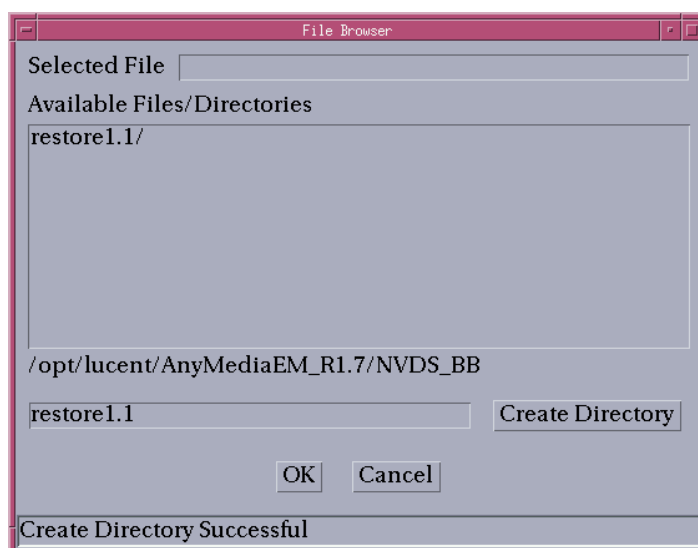 File Browser
Selected File
Available Files/Directories
restore1.1/
/opt/lucent/AnyMediaEM_R1.7/NVDS_BB
restore1.1 Create Directory
OK Cancel
Create Directory Successful